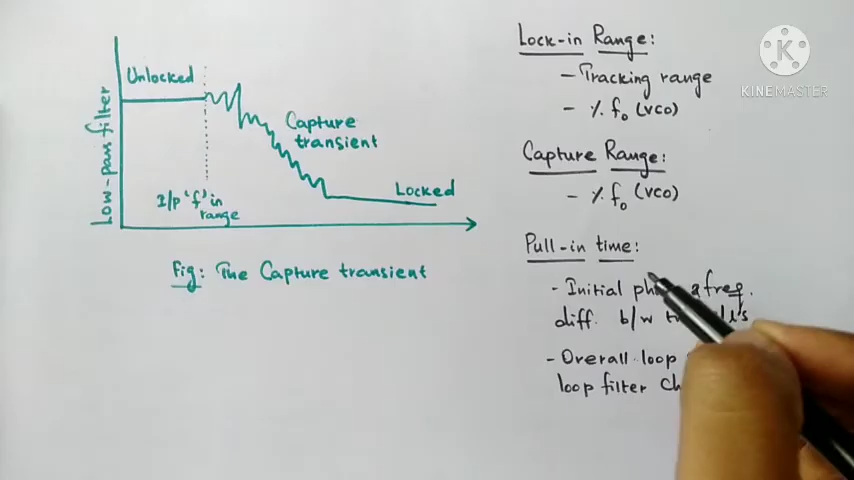 Low-pass filter
Unlocked
Capture
transient
I/p 'f' in
range
Locked
Fig: The Capture transient
Lock-in Range:
- Tracking range
- % f₀ (VCO)
Capture Range:
- % f₀ (VCO)
Pull-in time:
- Initial & freq.
diff. b/w
- Overall loop
loop filter
K
KINEMASTER